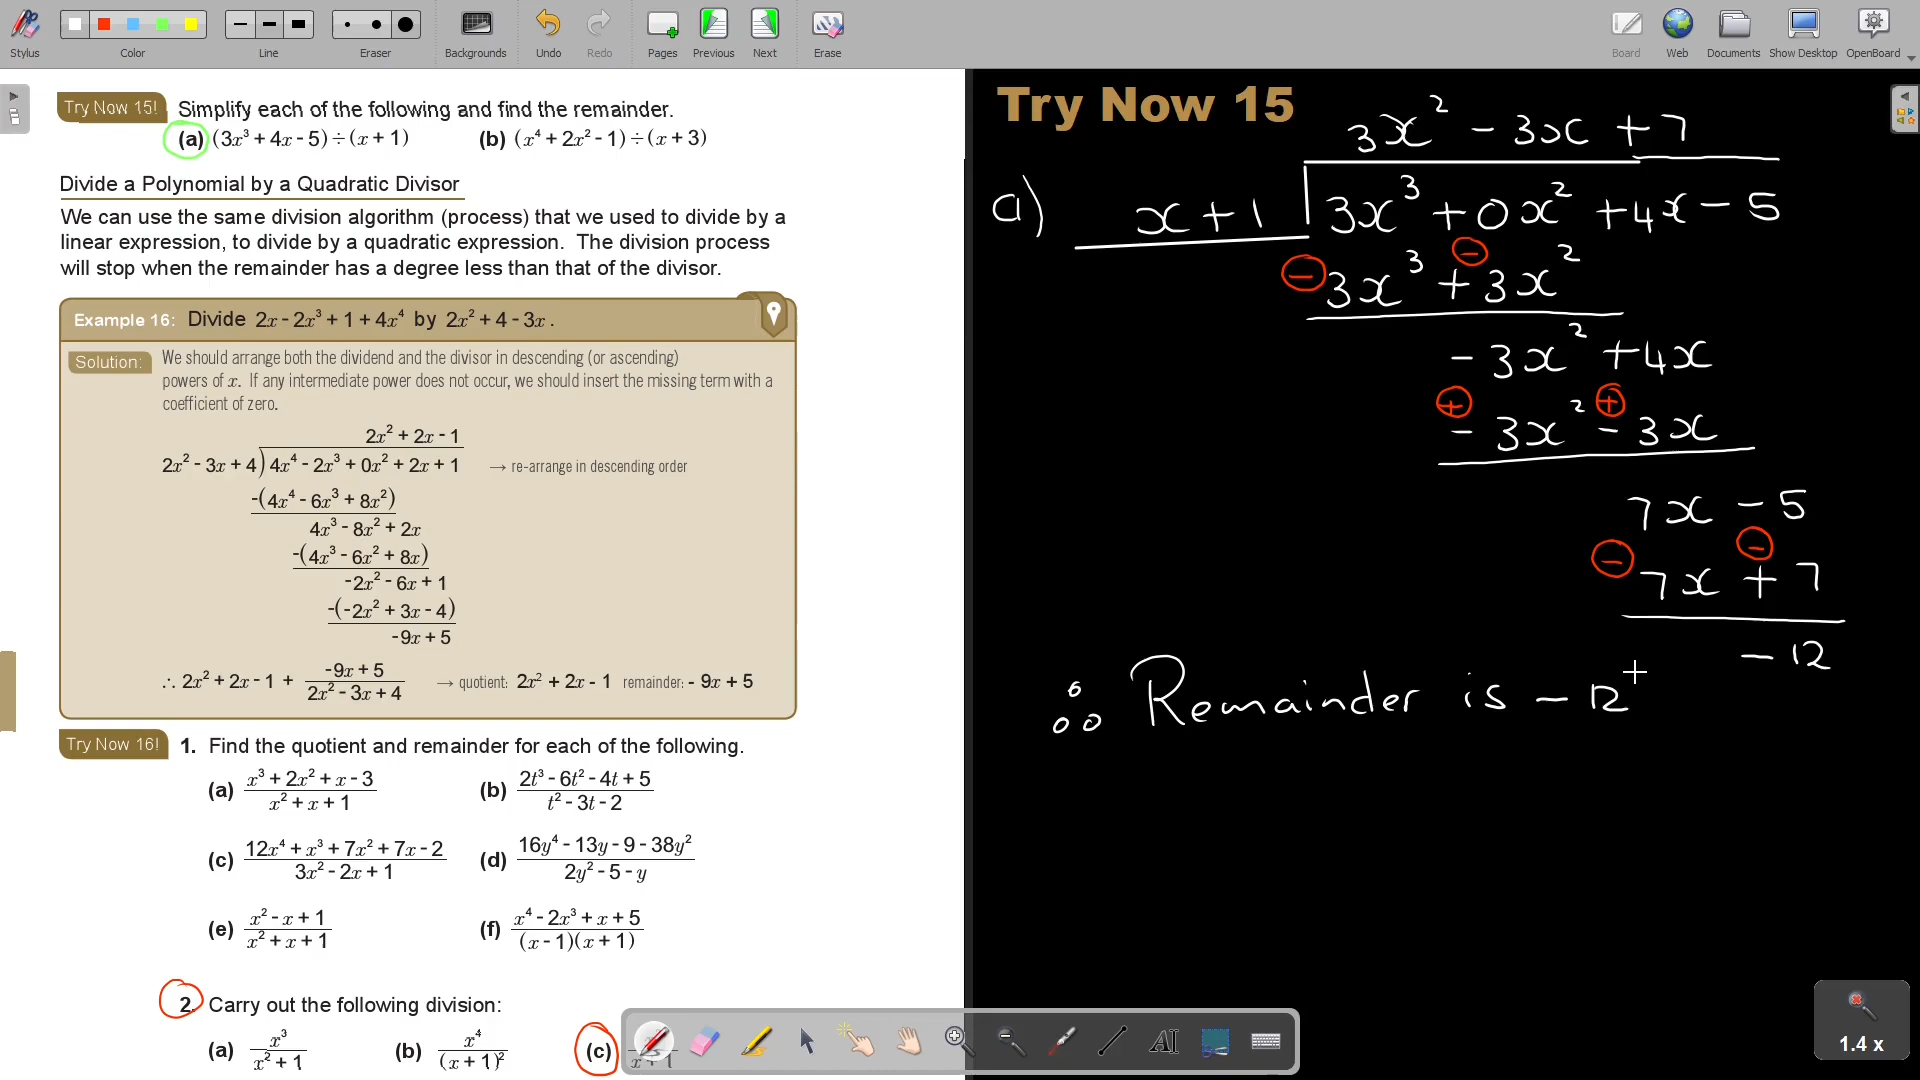 Stylus Color Line Eraser Backgrounds Undo Redo Pages Previous Next Erase Board Web Documents Show Desktop OpenBoard
Try Now 15! Simplify each of the following and find the remainder.
(a) (3x³ + 4x - 5) ÷ (x + 1) (b) (x⁴ + 2x² - 1) ÷ (x + 3)
Divide a Polynomial by a Quadratic Divisor
We can use the same division algorithm (process) that we used to divide by a
linear expression, to divide by a quadratic expression. The division process
will stop when the remainder has a degree less than that of the divisor.
Example 16: Divide 2x - 2x³ + 1 + 4x⁴ by 2x² + 4 - 3x .
Solution: We should arrange both the dividend and the divisor in descending (or ascending)
powers of x. If any intermediate power does not occur, we should insert the missing term with a
coefficient of zero.
2x² + 2x - 1
2x² - 3x + 4) 4x⁴ - 2x³ + 0x² + 2x + 1 → re-arrange in descending order
-(4x⁴ - 6x³ + 8x²)
4x³ - 8x² + 2x
-(4x³ - 6x² + 8x)
-2x² - 6x + 1
-(-2x² + 3x - 4)
-9x + 5
∴ 2x² + 2x - 1 + (-9x + 5)/(2x² - 3x + 4) → quotient: 2x² + 2x - 1 remainder: - 9x + 5
Try Now 16! 1. Find the quotient and remainder for each of the following.
(a) (x³ + 2x² + x - 3)/(x² + x + 1) (b) (2t³ - 6t² - 4t + 5)/(t² - 3t - 2)
(c) (12x⁴ + x³ + 7x² + 7x - 2)/(3x² - 2x + 1) (d) (16y⁴ - 13y - 9 - 38y²)/(2y² - 5 - y)
(e) (x² - x + 1)/(x² + x + 1) (f) (x⁴ - 2x³ + x + 5)/((x - 1)(x + 1))
2. Carry out the following division:
(a) x³/(x² + 1) (b) x⁴/(x + 1)² (c)
Try Now 15
3x² - 3x + 7
a) x + 1 3x³ + 0x² + 4x - 5
- 3x³ + 3x² -
- 3x² + 4x
+ +
- 3x² - 3x
7x - 5
- -
7x + 7
- 12
∴ Remainder is - 12
1.4 x